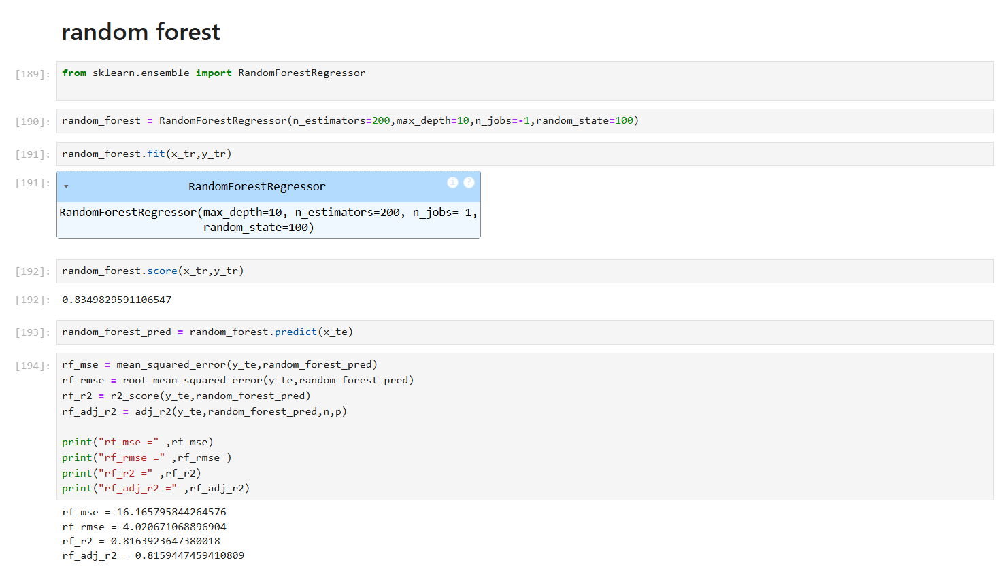 random forest
[189]: from sklearn.ensemble import RandomForestRegressor
[190]: random_forest = RandomForestRegressor(n_estimators=200,max_depth=10,n_jobs=-1,random_state=100)
[191]: random_forest.fit(x_tr,y_tr)
[191]: ▾ RandomForestRegressor i ?
RandomForestRegressor(max_depth=10, n_estimators=200, n_jobs=-1,
random_state=100)
[192]: random_forest.score(x_tr,y_tr)
[192]: 0.8349829591106547
[193]: random_forest_pred = random_forest.predict(x_te)
[194]: rf_mse = mean_squared_error(y_te,random_forest_pred)
rf_rmse = root_mean_squared_error(y_te,random_forest_pred)
rf_r2 = r2_score(y_te,random_forest_pred)
rf_adj_r2 = adj_r2(y_te,random_forest_pred,n,p)
print("rf_mse =" ,rf_mse)
print("rf_rmse =" ,rf_rmse )
print("rf_r2 =" ,rf_r2)
print("rf_adj_r2 =" ,rf_adj_r2)
rf_mse = 16.165795844264576
rf_rmse = 4.020671068896904
rf_r2 = 0.8163923647380018
rf_adj_r2 = 0.8159447459410809